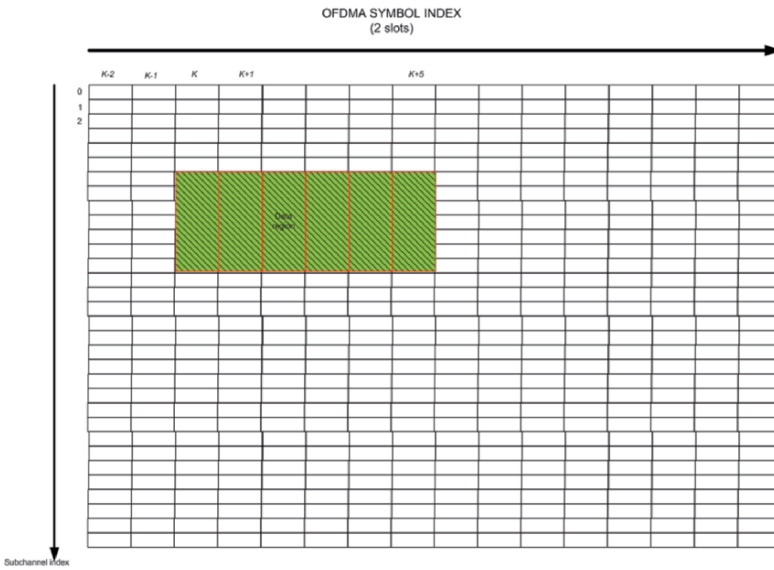 OFDMA SYMBOL INDEX
(2 slots)
K-2 K-1 K K+1 K+5
0
1
2
Data
region
Subchannel index